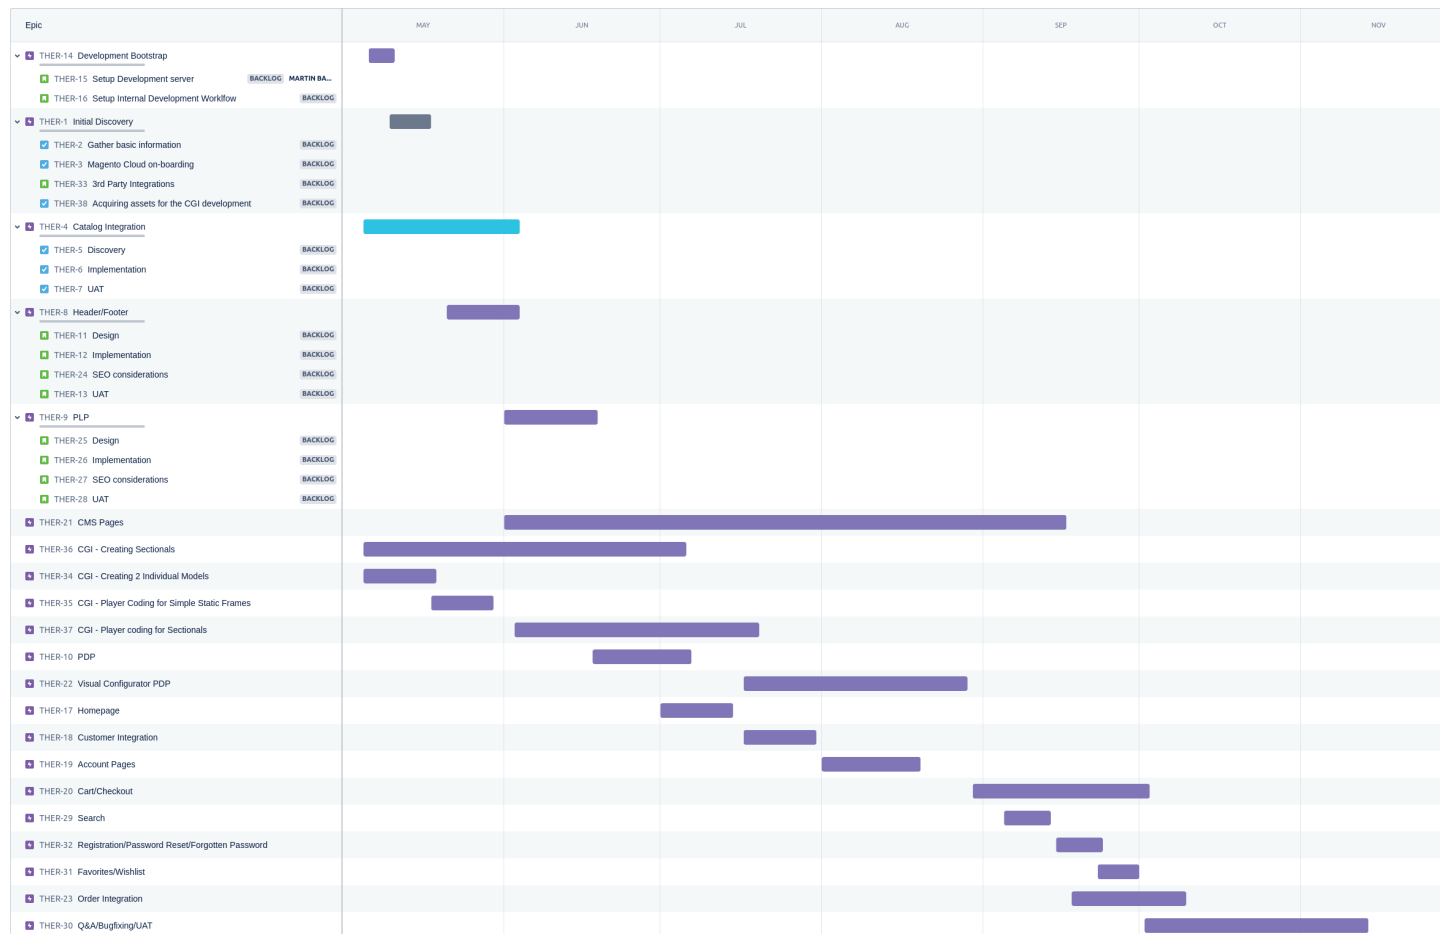 Epic MAY JUN JUL AUG SEP OCT NOV
THER-14 Development Bootstrap
THER-15 Setup Development server BACKLOG MARTIN BA...
THER-16 Setup Internal Development Worklfow BACKLOG
THER-1 Initial Discovery
THER-2 Gather basic information BACKLOG
THER-3 Magento Cloud on-boarding BACKLOG
THER-33 3rd Party Integrations BACKLOG
THER-38 Acquiring assets for the CGI development BACKLOG
THER-4 Catalog Integration
THER-5 Discovery BACKLOG
THER-6 Implementation BACKLOG
THER-7 UAT BACKLOG
THER-8 Header/Footer
THER-11 Design BACKLOG
THER-12 Implementation BACKLOG
THER-24 SEO considerations BACKLOG
THER-13 UAT BACKLOG
THER-9 PLP
THER-25 Design BACKLOG
THER-26 Implementation BACKLOG
THER-27 SEO considerations BACKLOG
THER-28 UAT BACKLOG
THER-21 CMS Pages
THER-36 CGI - Creating Sectionals
THER-34 CGI - Creating 2 Individual Models
THER-35 CGI - Player Coding for Simple Static Frames
THER-37 CGI - Player coding for Sectionals
THER-10 PDP
THER-22 Visual Configurator PDP
THER-17 Homepage
THER-18 Customer Integration
THER-19 Account Pages
THER-20 Cart/Checkout
THER-29 Search
THER-32 Registration/Password Reset/Forgotten Password
THER-31 Favorites/Wishlist
THER-23 Order Integration
THER-30 Q&A/Bugfixing/UAT